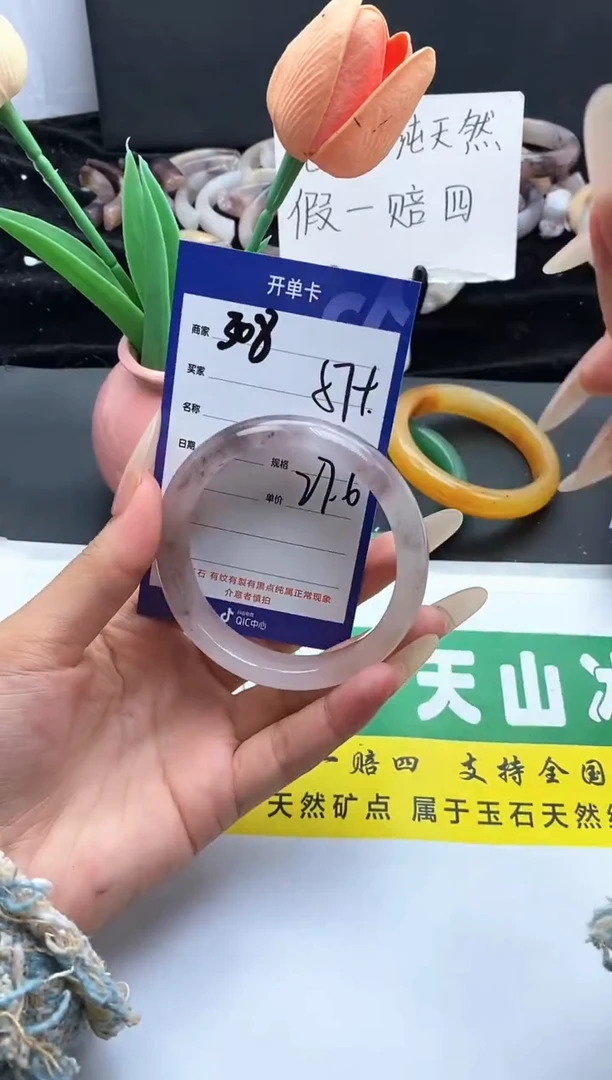 纯天然
假一赔四
开单卡
商家 308
买家
87+.
名称
日期
规格
27.6
单价
石 有纹有裂有黑点纯属正常现象
介意者慎拍
QIC中心
天山冰
一赔四 支持全国
天然矿点 属于玉石天然